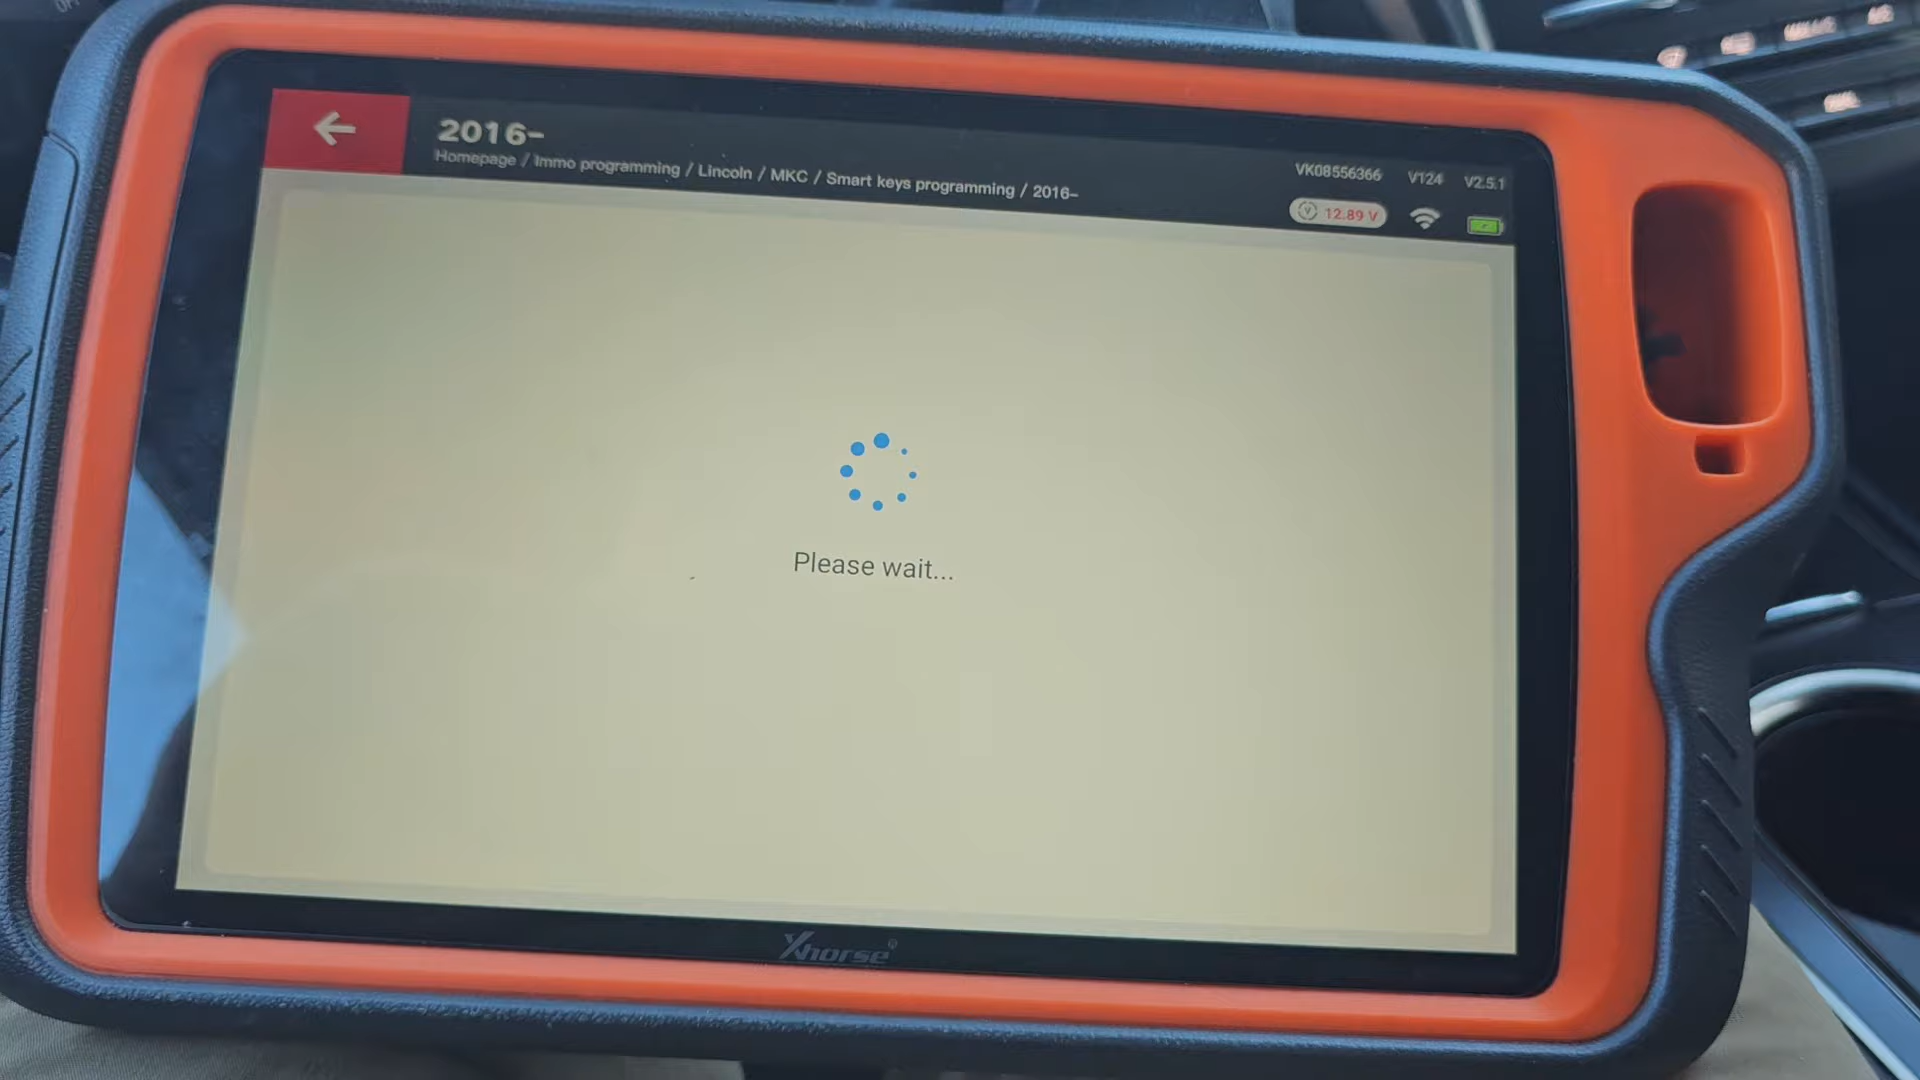 2016-
Homepage / Immo programming / Lincoln / MKC / Smart keys programming / 2016-
VK08556366 V124 V2.5.1
12.89 V
Please wait...
Xhorse®